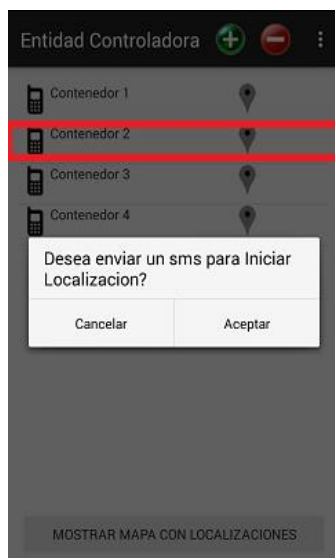 Entidad Controladora
Contenedor 1
Contenedor 2
Contenedor 3
Contenedor 4
Desea enviar un sms para Iniciar
Localizacion?
Cancelar Aceptar
MOSTRAR MAPA CON LOCALIZACIONES